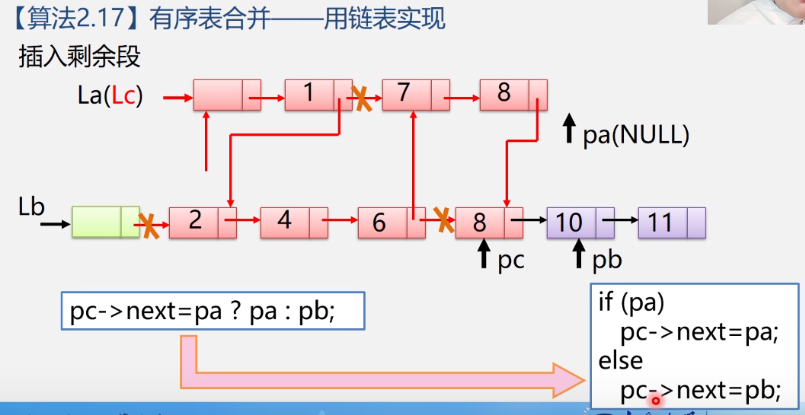 【算法2.17】有序表合并——用链表实现
插入剩余段
La(Lc)
1
7
8
pa(NULL)
Lb
2
4
6
8
10
11
pc
pb
pc->next=pa ? pa : pb;
if (pa)
pc->next=pa;
else
pc->next=pb;